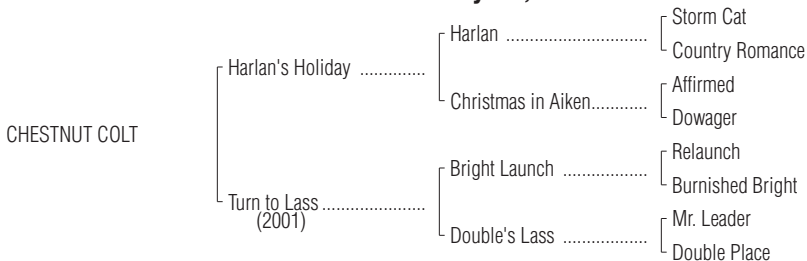 Storm Cat
Harlan ..............................
Country Romance
Harlan's Holiday ..............
Affirmed
Christmas in Aiken............
Dowager
CHESTNUT COLT
Relaunch
Bright Launch ..................
Burnished Bright
Turn to Lass ......................
(2001)
Mr. Leader
Double's Lass ..................
Double Place